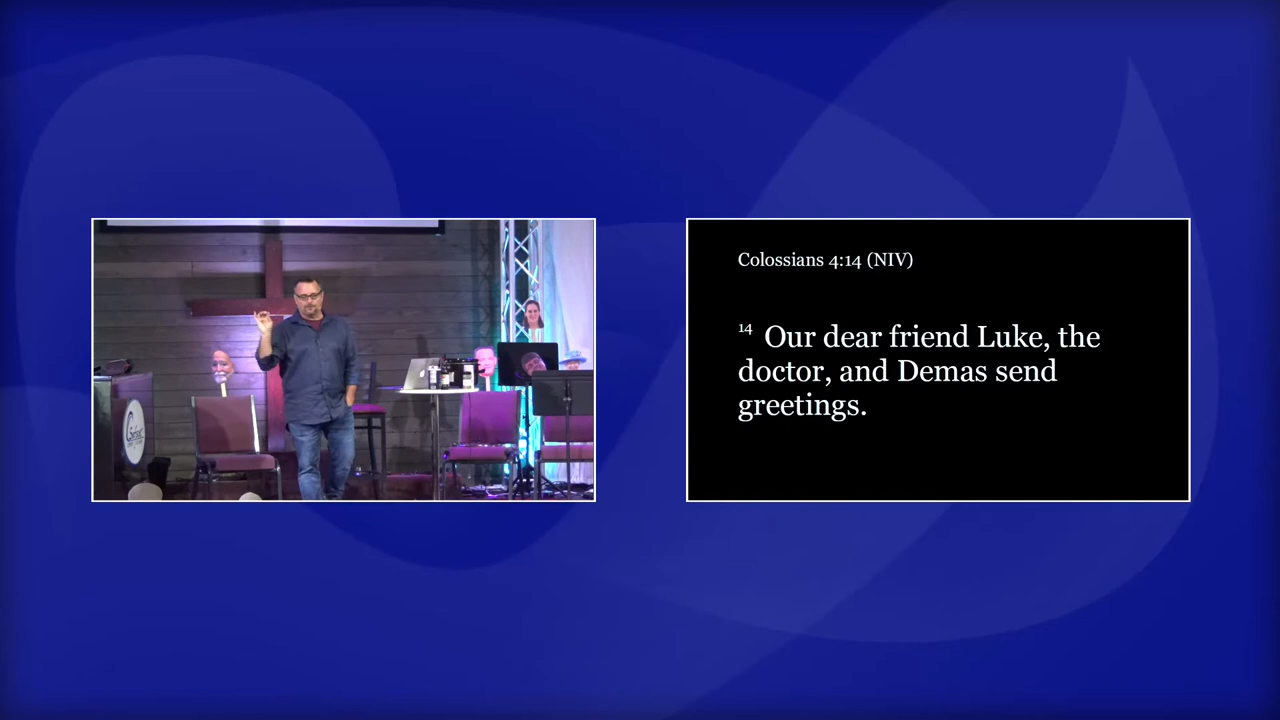 Colossians 4:14 (NIV)
14 Our dear friend Luke, the
doctor, and Demas send
greetings.